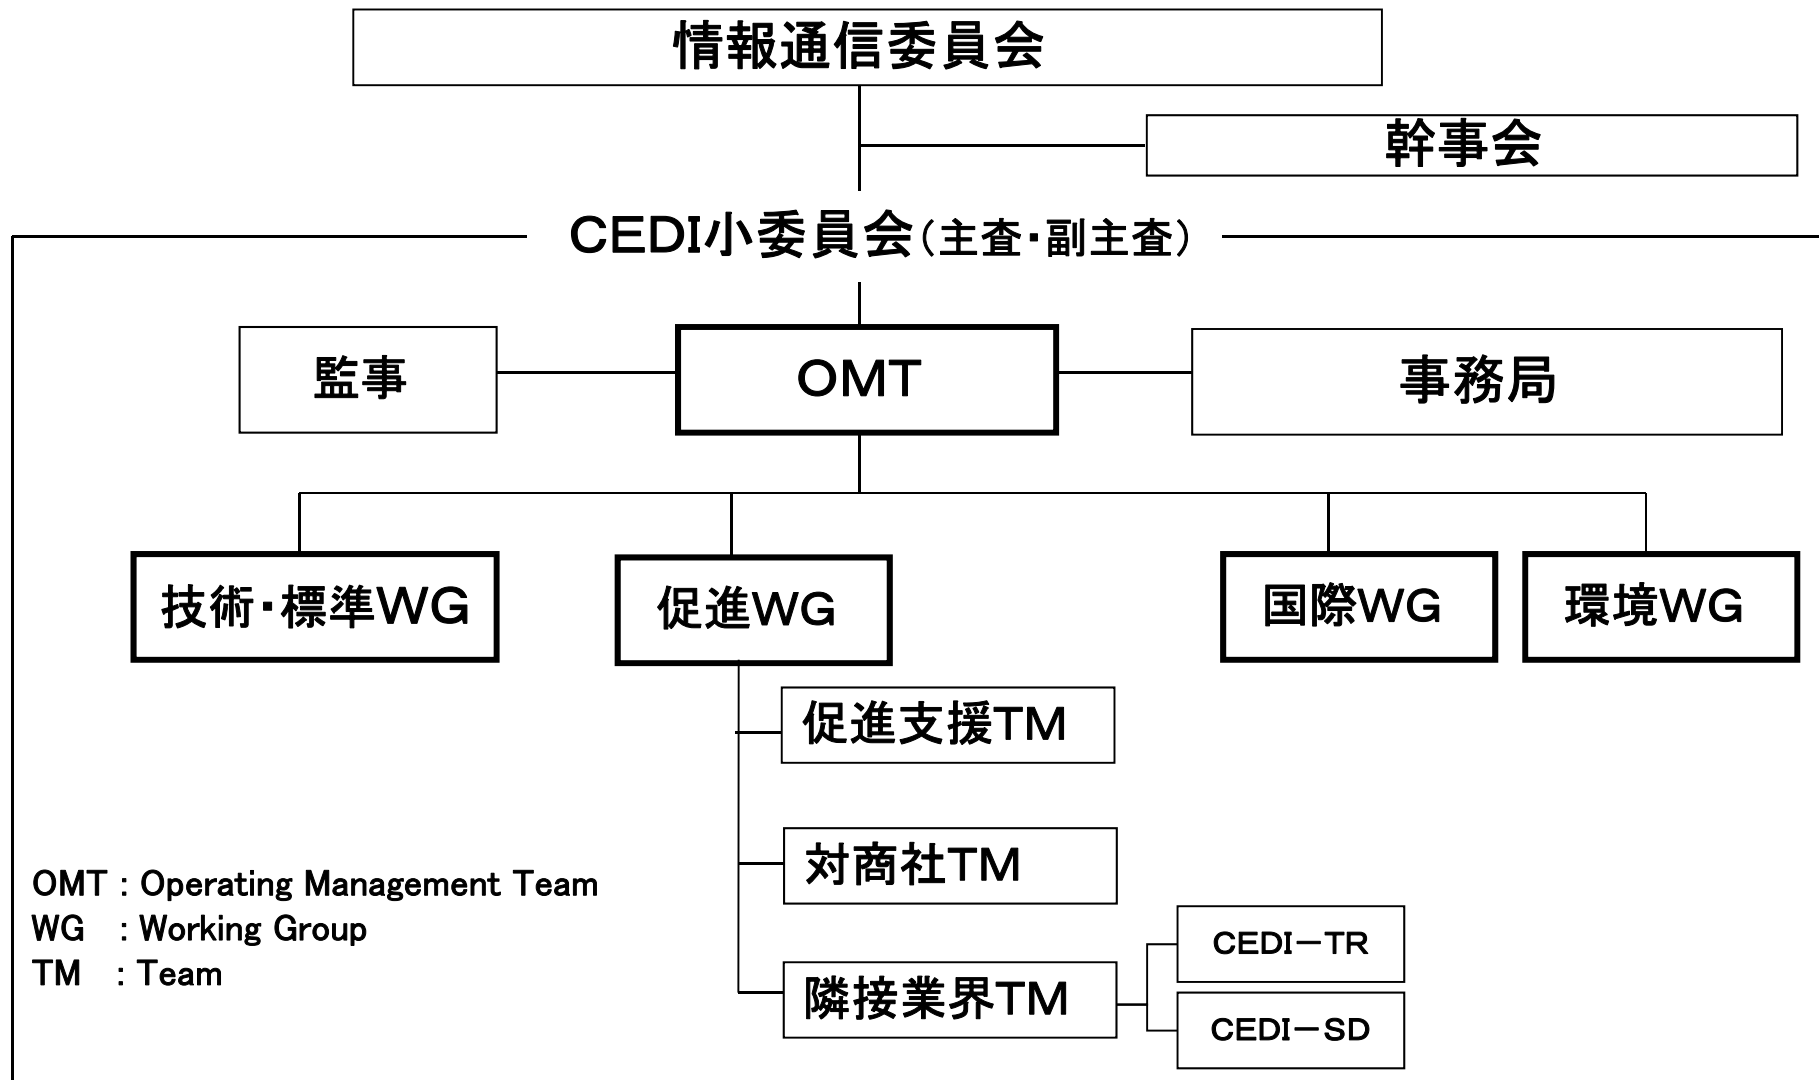 情報通信委員会
幹事会
CEDI小委員会(主査・副主査)
監事
OMT
事務局
技術・標準WG
促進WG
国際WG
環境WG
促進支援TM
対商社TM
隣接業界TM
CEDI－TR
CEDI－SD
OMT : Operating Management Team
WG : Working Group
TM : Team